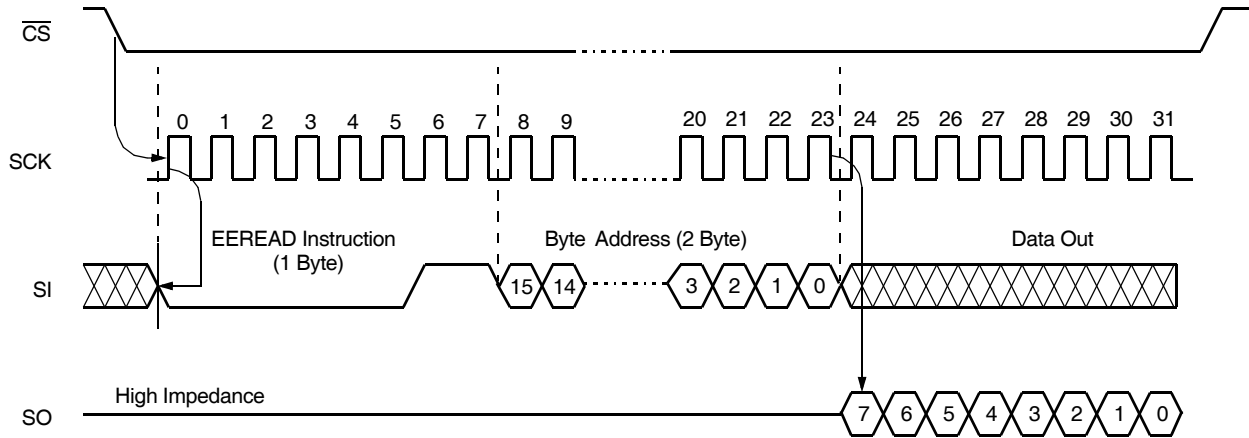 CS
0 1 2 3 4 5 6 7 8 9 20 21 22 23 24 25 26 27 28 29 30 31
SCK
EEREAD Instruction
(1 Byte)
Byte Address (2 Byte)
Data Out
SI
15 14 3 2 1 0
High Impedance
SO
7 6 5 4 3 2 1 0